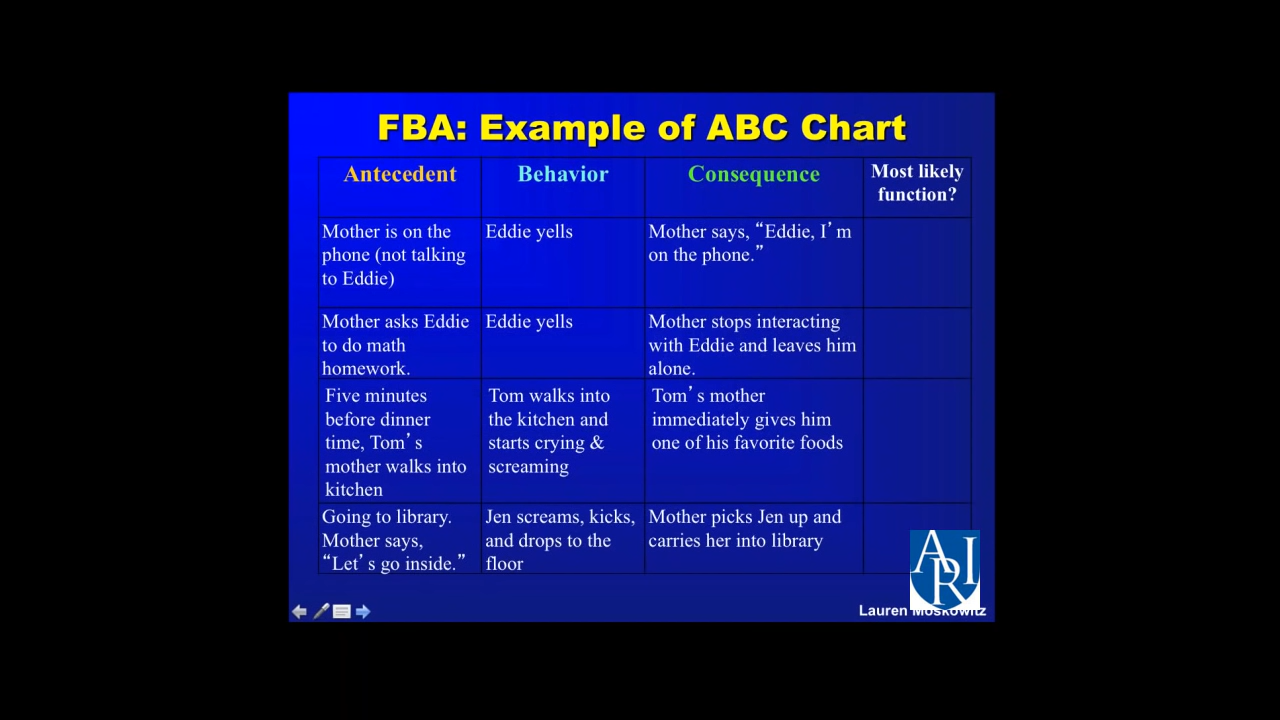 FBA: Example of ABC Chart
Antecedent
Behavior
Consequence
Most likely
function?
Mother is on the
phone (not talking
to Eddie)
Eddie yells
Mother says, “Eddie, I’m
on the phone.”
Mother asks Eddie
to do math
homework.
Eddie yells
Mother stops interacting
with Eddie and leaves him
alone.
Five minutes
before dinner
time, Tom’s
mother walks into
kitchen
Tom walks into
the kitchen and
starts crying &
screaming
Tom’s mother
immediately gives him
one of his favorite foods
Going to library.
Mother says,
“Let’s go inside.”
Jen screams, kicks,
and drops to the
floor
Mother picks Jen up and
carries her into library
ARI
Lauren Moskowitz